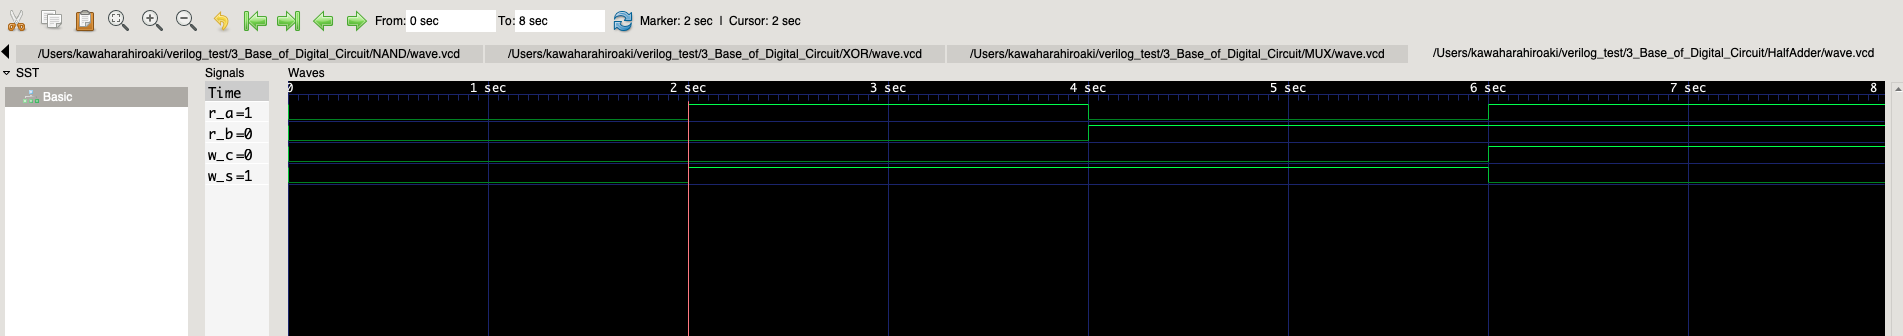 From: 0 sec To: 8 sec Marker: 2 sec | Cursor: 2 sec
/Users/kawaharahiroaki/verilog_test/3_Base_of_Digital_Circuit/NAND/wave.vcd /Users/kawaharahiroaki/verilog_test/3_Base_of_Digital_Circuit/XOR/wave.vcd /Users/kawaharahiroaki/verilog_test/3_Base_of_Digital_Circuit/MUX/wave.vcd /Users/kawaharahiroaki/verilog_test/3_Base_of_Digital_Circuit/HalfAdder/wave.vcd
SST Signals Waves
Basic Time 0 1 sec 2 sec 3 sec 4 sec 5 sec 6 sec 7 sec 8
r_a=1
r_b=0
w_c=0
w_s=1